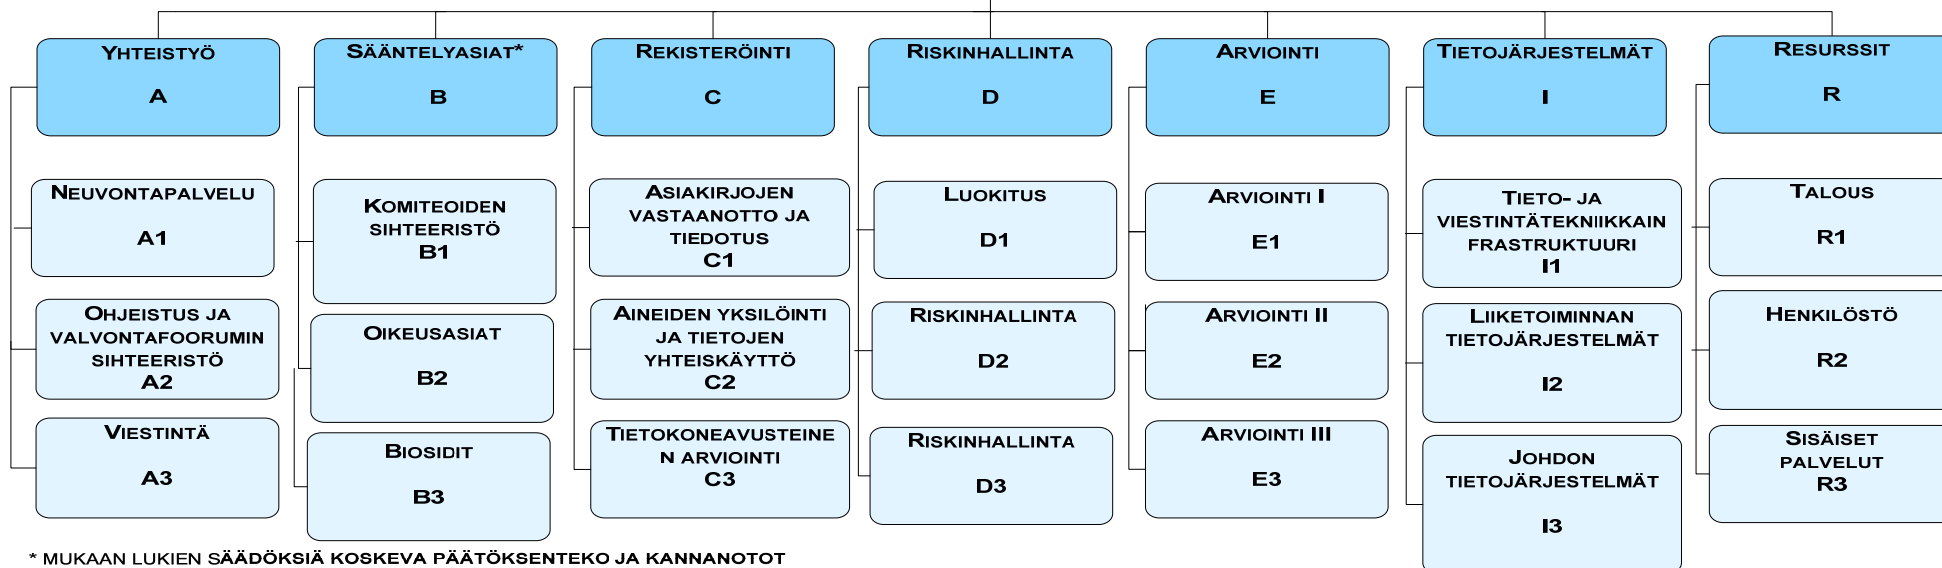 YHTEISTYÖ
A
SÄÄNTELYASIAT*
B
REKISTERÖINTI
C
RISKINHALLINTA
D
ARVIOINTI
E
TIETOJÄRJESTELMÄT
I
RESURSSIT
R
NEUVONTAPALVELU
A1
OHJEISTUS JA
VALVONTAFOORUMIN
SIHTEERISTÖ
A2
VIESTINTÄ
A3
KOMITEOIDEN
SIHTEERISTÖ
B1
OIKEUSASIAT
B2
BIOSIDIT
B3
ASIAKIRJOJEN
VASTAANOTTO JA
TIEDOTUS
C1
AINEIDEN YKSILÖINTI
JA TIETOJEN
YHTEISKÄYTTÖ
C2
TIETOKONEAVUSTEINE
N ARVIOINTI
C3
LUOKITUS
D1
RISKINHALLINTA
D2
RISKINHALLINTA
D3
ARVIOINTI I
E1
ARVIOINTI II
E2
ARVIOINTI III
E3
TIETO- JA
VIESTINTÄTEKNIIKKAIN
FRASTRUKTUURI
I1
LIIKETOIMINNAN
TIETOJÄRJESTELMÄT
I2
JOHDON
TIETOJÄRJESTELMÄT
I3
TALOUS
R1
HENKILÖSTÖ
R2
SISÄISET
PALVELUT
R3
* MUKAAN LUKIEN SÄÄDÖKSIÄ KOSKEVA PÄÄTÖKSENTEKO JA KANNANOTOT